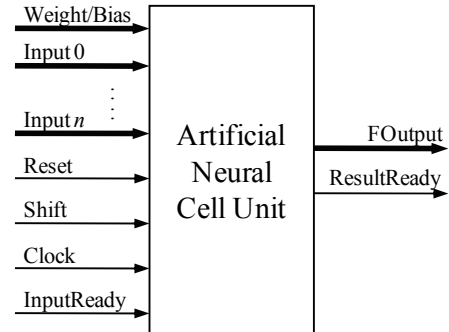 Weight/Bias
Input 0
Input n
Reset
Shift
Clock
InputReady
Artificial
Neural
Cell Unit
FOutput
ResultReady